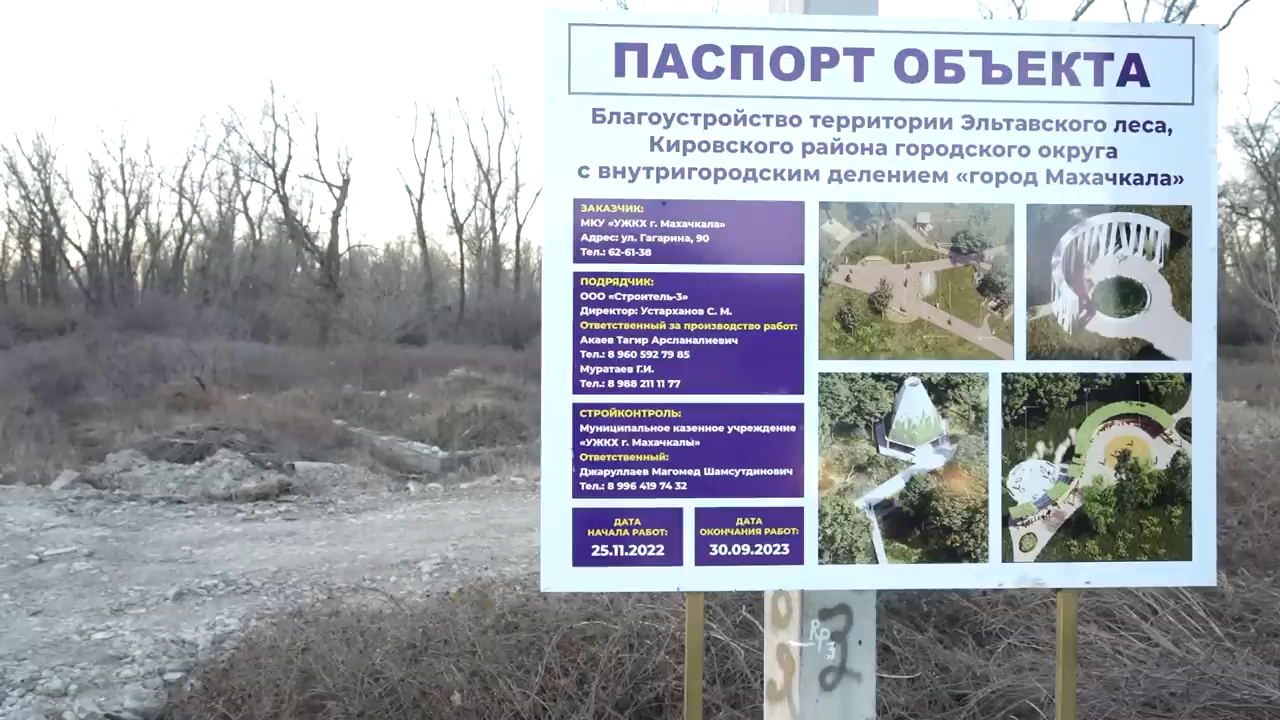 ПАСПОРТ ОБЪЕКТА
Благоустройство территории Эльтавского леса,
Кировского района городского округа
с внутригородским делением «город Махачкала»
ЗАКАЗЧИК:
МКУ «УЖКХ г. Махачкала»
Адрес: ул. Гагарина, 90
Тел.: 62-61-38
ПОДРЯДЧИК:
ООО «Строитель-3»
Директор: Устарханов С. М.
Ответственный за производство работ:
Акаев Тагир Арсланалиевич
Тел.: 8 960 592 79 85
Муратаев Г.И.
Тел.: 8 988 211 11 77
СТРОЙКОНТРОЛЬ:
Муниципальное казенное учреждение
«УЖКХ г. Махачкалы»
Ответственный:
Джаруллаев Магомед Шамсутдинович
Тел.: 8 996 419 74 32
ДАТА
НАЧАЛА РАБОТ:
25.11.2022
ДАТА
ОКОНЧАНИЯ РАБОТ:
30.09.2023